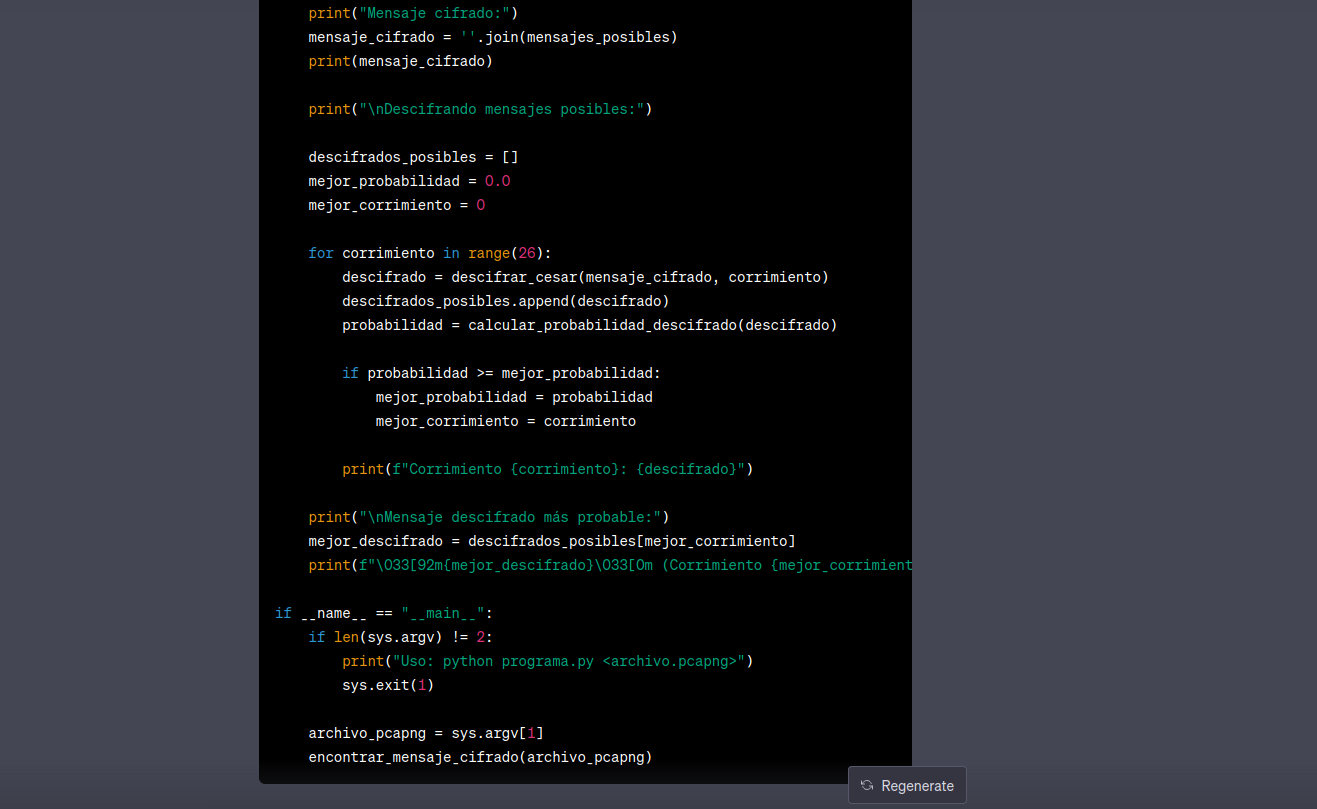 print("Mensaje cifrado:")
mensaje_cifrado = ''.join(mensajes_posibles)
print(mensaje_cifrado)
print("\nDescifrando mensajes posibles:")
descifrados_posibles = []
mejor_probabilidad = 0.0
mejor_corrimiento = 0
for corrimiento in range(26):
descifrado = descifrar_cesar(mensaje_cifrado, corrimiento)
descifrados_posibles.append(descifrado)
probabilidad = calcular_probabilidad_descifrado(descifrado)
if probabilidad >= mejor_probabilidad:
mejor_probabilidad = probabilidad
mejor_corrimiento = corrimiento
print(f"Corrimiento {corrimiento}: {descifrado}")
print("\nMensaje descifrado más probable:")
mejor_descifrado = descifrados_posibles[mejor_corrimiento]
print(f"\033[92m{mejor_descifrado}\033[0m (Corrimiento {mejor_corrimient
if __name__ == "__main__":
if len(sys.argv) != 2:
print("Uso: python programa.py <archivo.pcapng>")
sys.exit(1)
archivo_pcapng = sys.argv[1]
encontrar_mensaje_cifrado(archivo_pcapng)
Regenerate